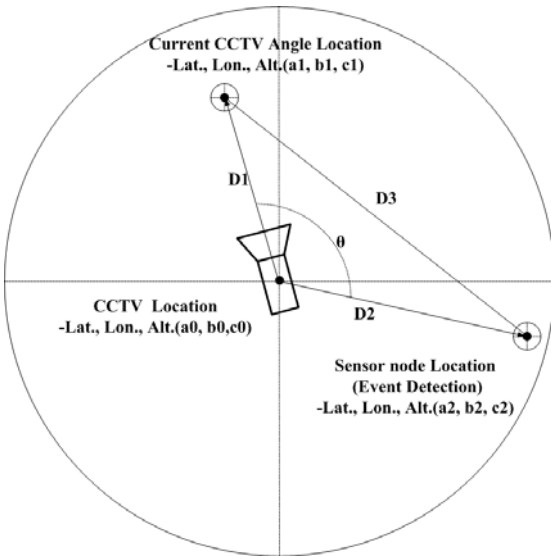 Current CCTV Angle Location
-Lat., Lon., Alt.(a1, b1, c1)
D1
D3
θ
CCTV Location
-Lat., Lon., Alt.(a0, b0,c0)
D2
Sensor node Location
(Event Detection)
-Lat., Lon., Alt.(a2, b2, c2)